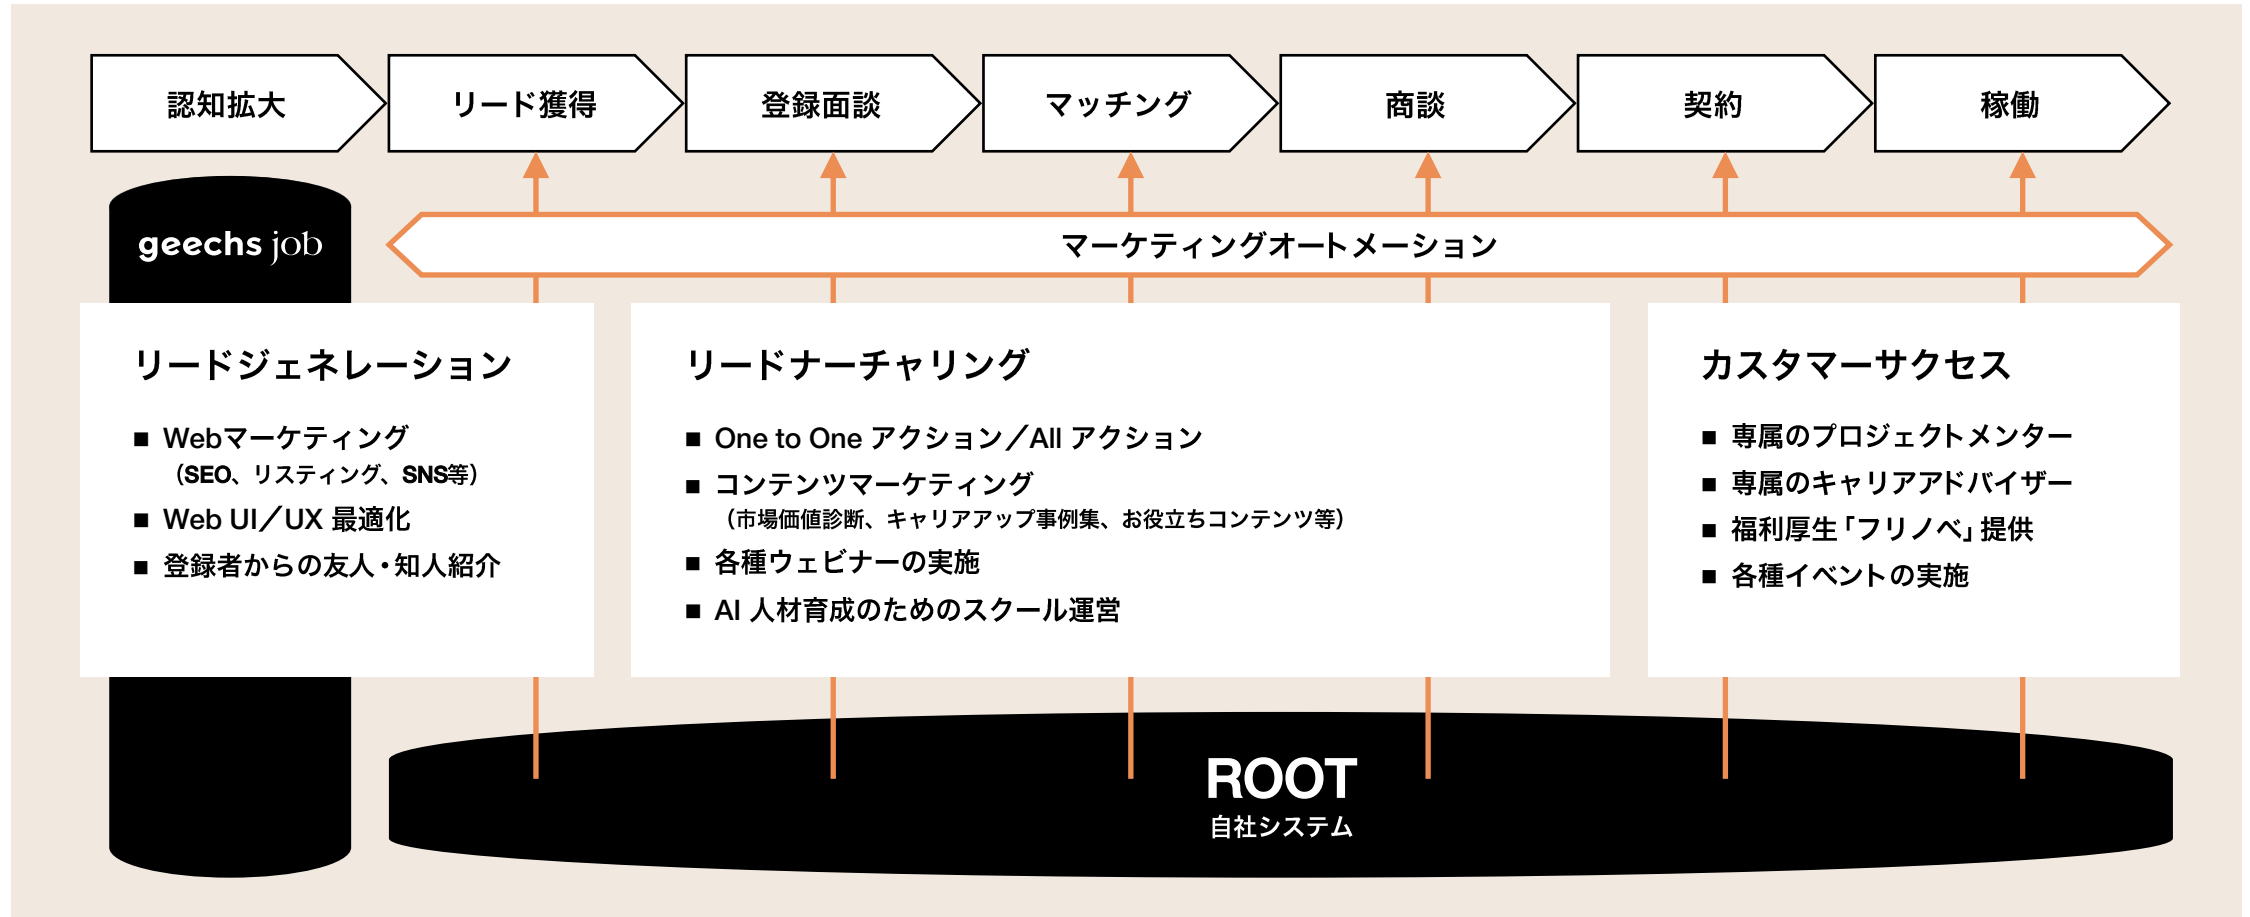 認知拡大
リード獲得
登録面談
マッチング
商談
契約
稼働
geechs job
マーケティングオートメーション
リードジェネレーション
■ Webマーケティング
（SEO、リスティング、SNS等）
■ Web UI／UX 最適化
■ 登録者からの友人・知人紹介
リードナーチャリング
■ One to One アクション／All アクション
■ コンテンツマーケティング
（市場価値診断、キャリアアップ事例集、お役立ちコンテンツ等）
■ 各種ウェビナーの実施
■ AI 人材育成のためのスクール運営
カスタマーサクセス
■ 専属のプロジェクトメンター
■ 専属のキャリアアドバイザー
■ 福利厚生「フリノベ」提供
■ 各種イベントの実施
ROOT
自社システム